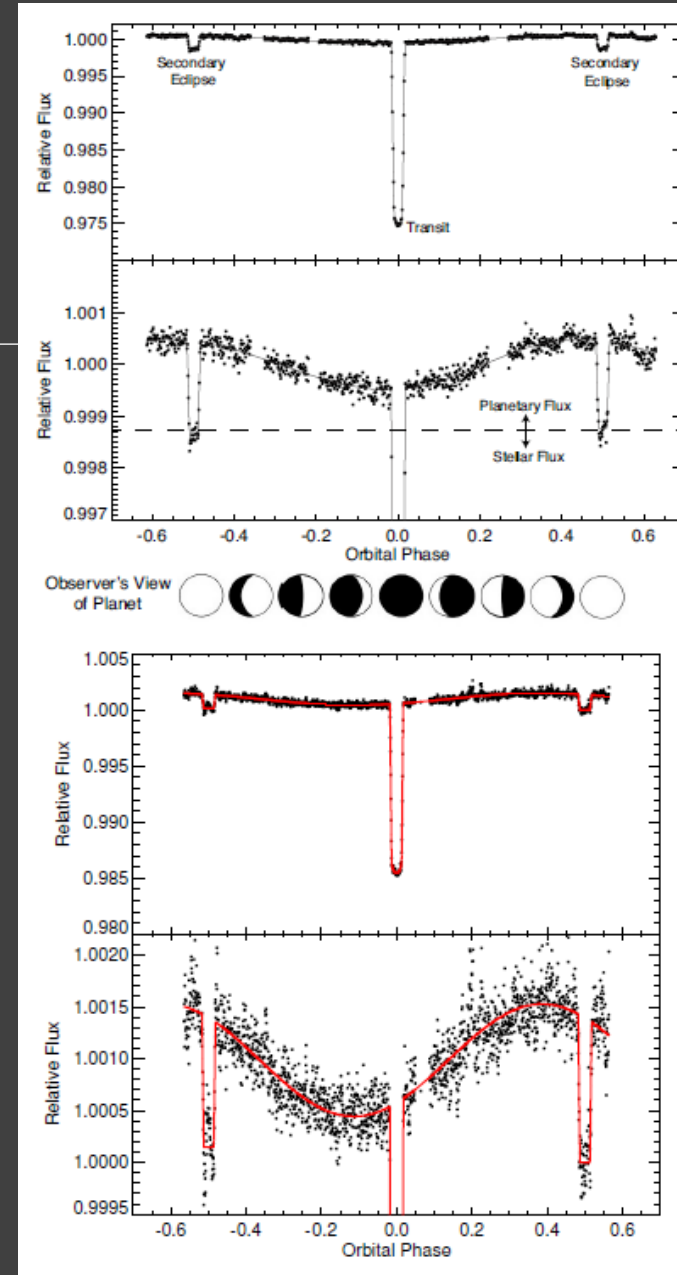 1.000
0.995
0.990
0.985
0.980
0.975
Relative Flux
Secondary
Eclipse
Secondary
Eclipse
Transit
1.001
1.000
0.999
0.998
0.997
Relative Flux
Planetary Flux
Stellar Flux
-0.6 -0.4 -0.2 0.0 0.2 0.4 0.6
Orbital Phase
Observer's View
of Planet
1.005
1.000
0.995
0.990
0.985
0.980
Relative Flux
1.0020
1.0015
1.0010
1.0005
1.0000
0.9995
Relative Flux
-0.6 -0.4 -0.2 0.0 0.2 0.4 0.6
Orbital Phase